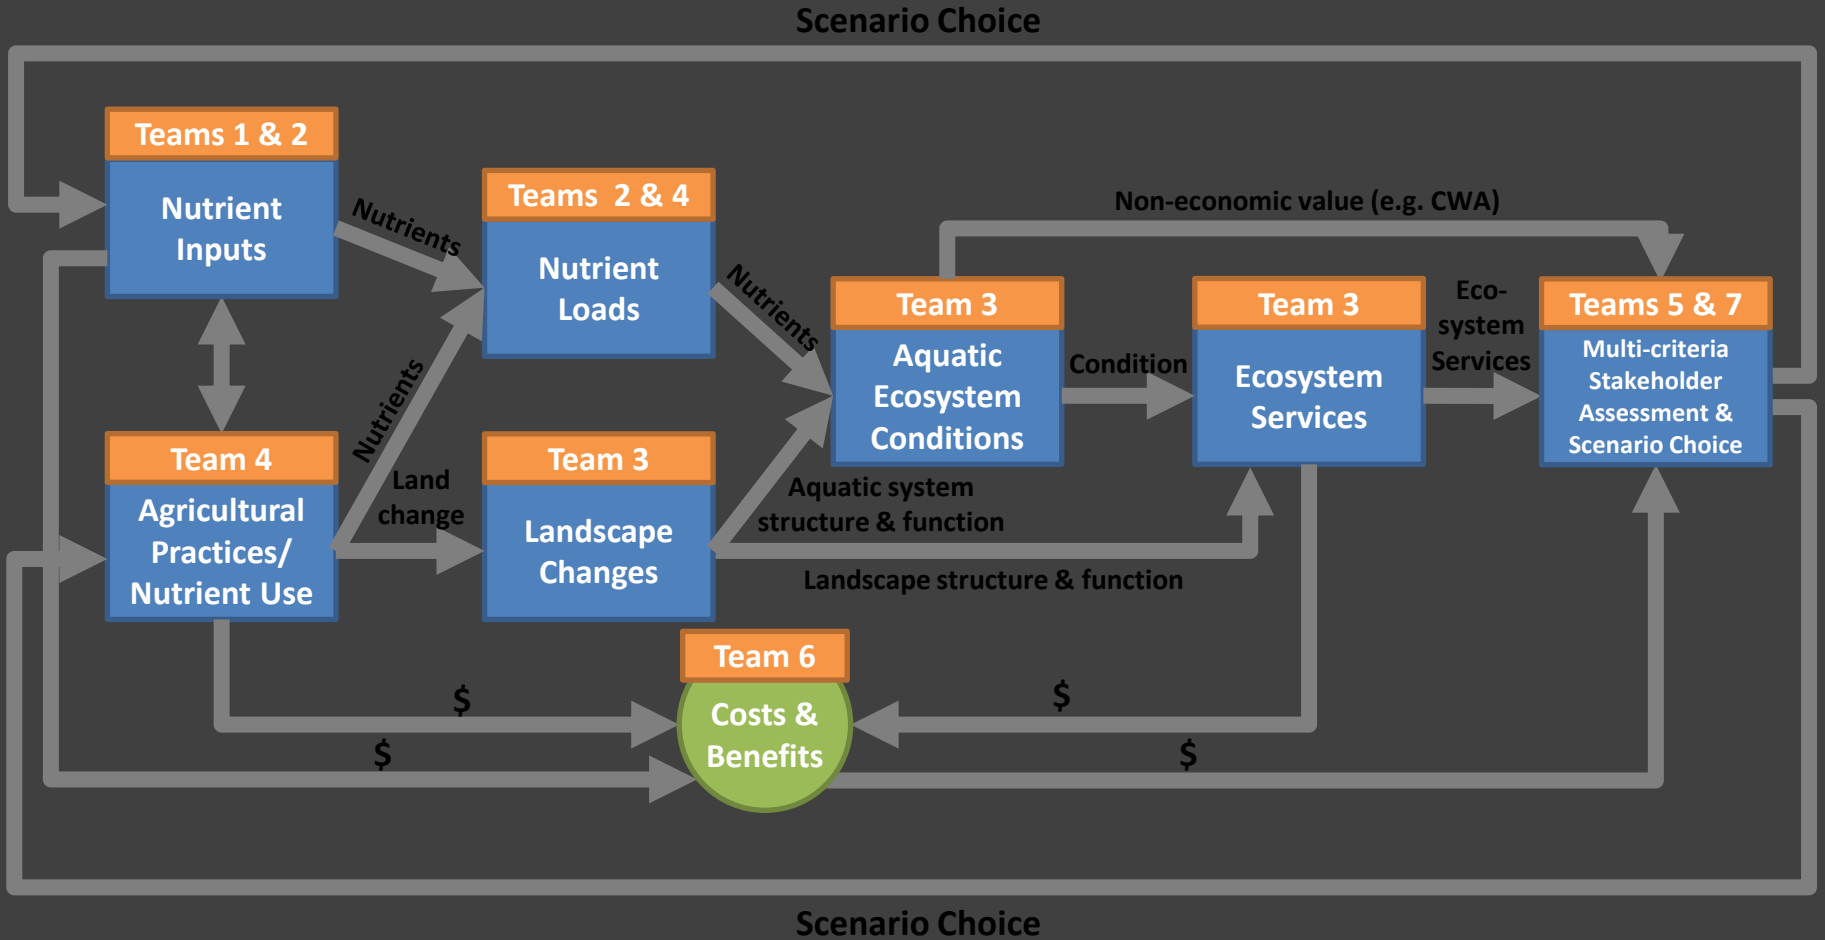 Scenario Choice
Teams 1 & 2
Nutrient
Inputs
Nutrients
Teams  2 & 4
Nutrient
Loads
Nutrients
Non-economic value (e.g. CWA)
Team 3
Aquatic
Ecosystem
Conditions
Condition
Team 3
Ecosystem
Services
Eco-
system
Services
Teams 5 & 7
Multi-criteria
Stakeholder
Assessment &
Scenario Choice
Nutrients
Team 4
Agricultural
Practices/
Nutrient Use
Land
change
Team 3
Landscape
Changes
Aquatic system
structure & function
Landscape structure & function
Team 6
Costs &
Benefits
$
$
$
$
Scenario Choice